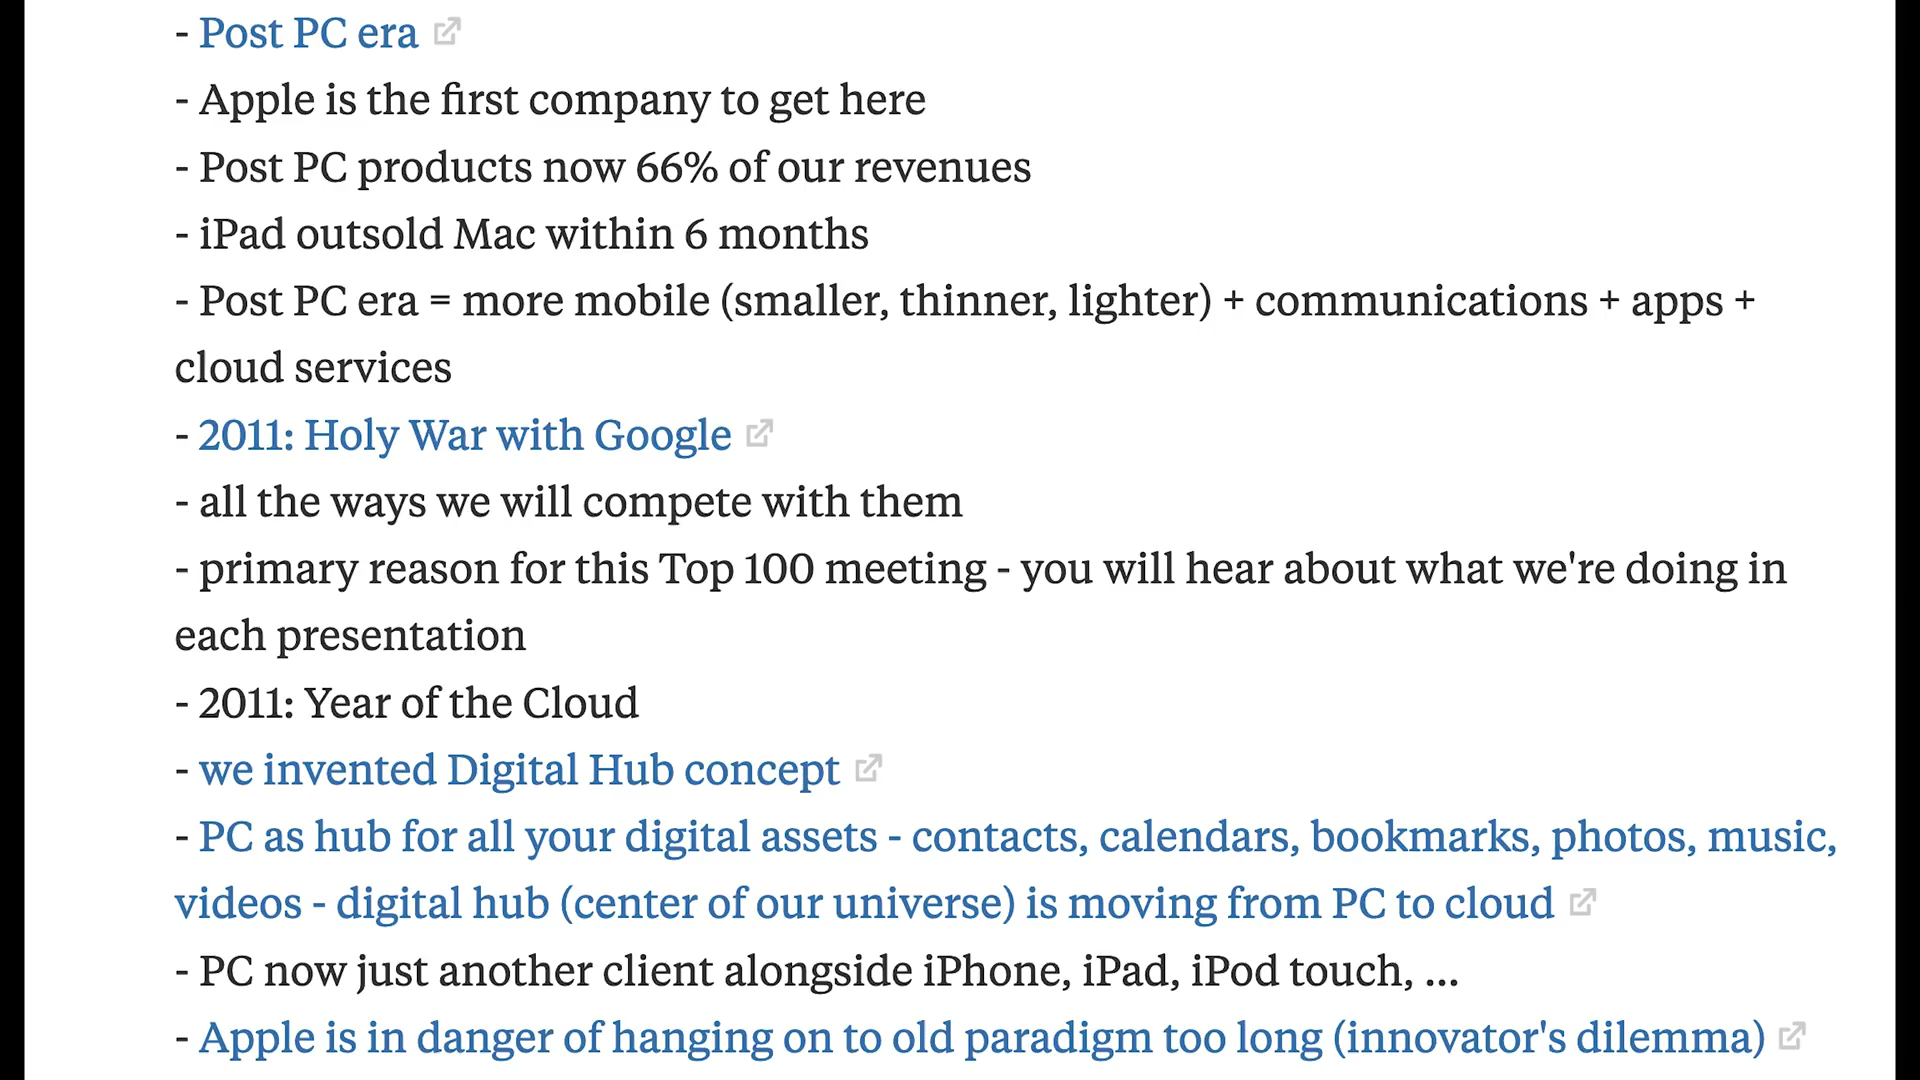 - Post PC era
- Apple is the first company to get here
- Post PC products now 66% of our revenues
- iPad outsold Mac within 6 months
- Post PC era = more mobile (smaller, thinner, lighter) + communications + apps +
cloud services
- 2011: Holy War with Google
- all the ways we will compete with them
- primary reason for this Top 100 meeting - you will hear about what we're doing in
each presentation
- 2011: Year of the Cloud
- we invented Digital Hub concept
- PC as hub for all your digital assets - contacts, calendars, bookmarks, photos, music,
videos - digital hub (center of our universe) is moving from PC to cloud
- PC now just another client alongside iPhone, iPad, iPod touch, ...
- Apple is in danger of hanging on to old paradigm too long (innovator's dilemma)